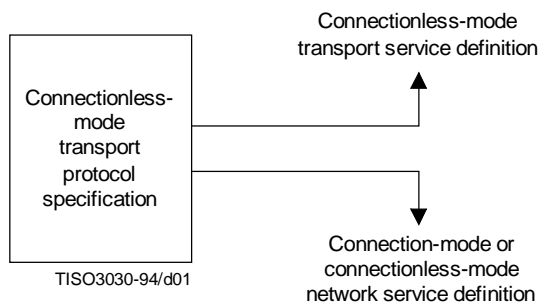 Connectionless-mode
transport service definition
Connectionless-
mode
transport
protocol
specification
TISO3030-94/d01
Connection-mode or
connectionless-mode
network service definition